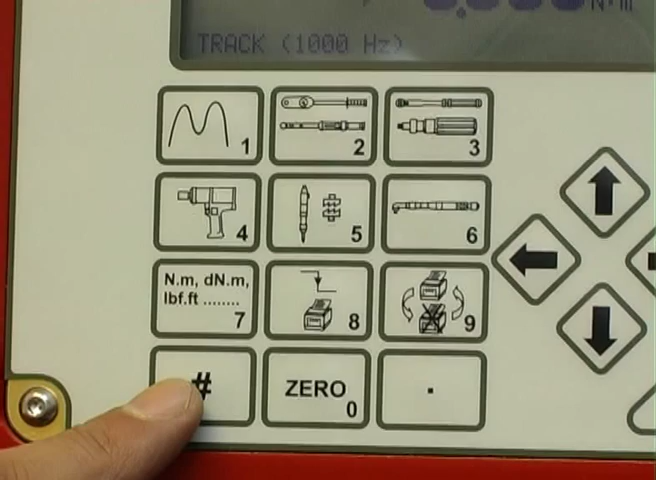 N·m
TRACK (1000 Hz)
1
2
3
4
5
6
N.m, dN.m,
lbf.ft ........
7
8
9
#
ZERO
0
.